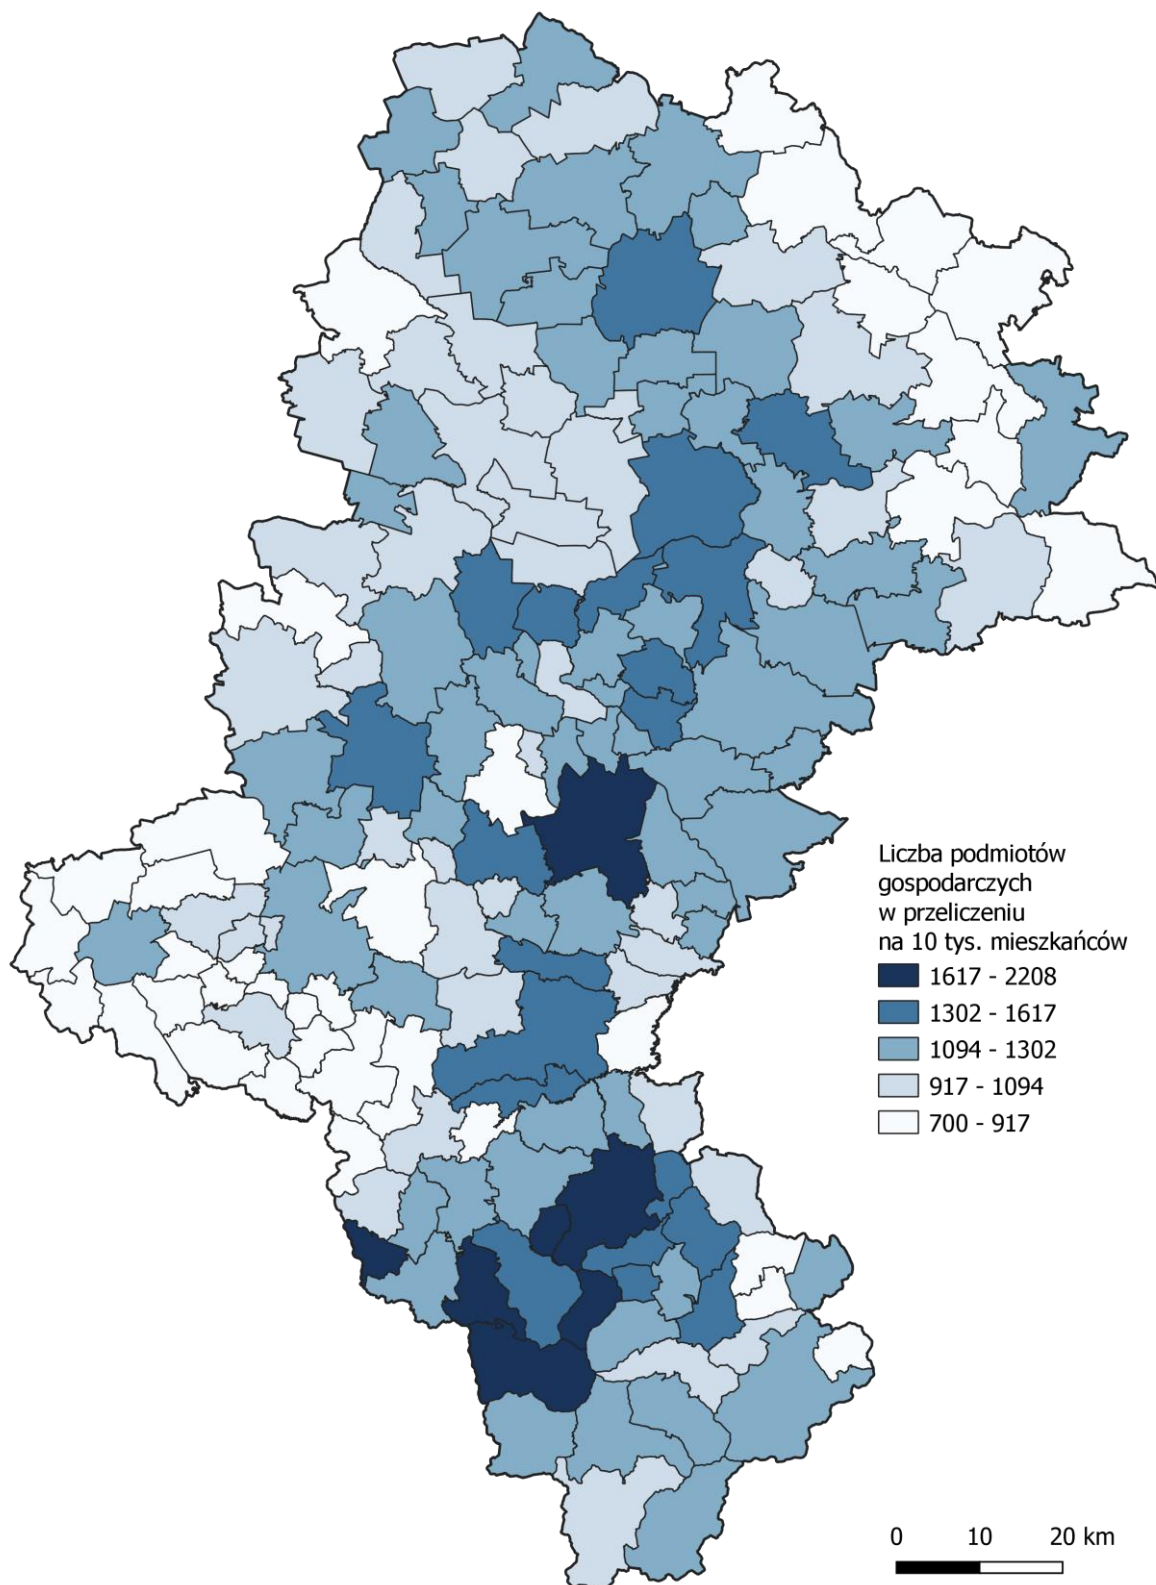 Liczba podmiotów
gospodarczych
w przeliczeniu
na 10 tys. mieszkańców
1617 - 2208
1302 - 1617
1094 - 1302
917 - 1094
700 - 917
0 10 20 km